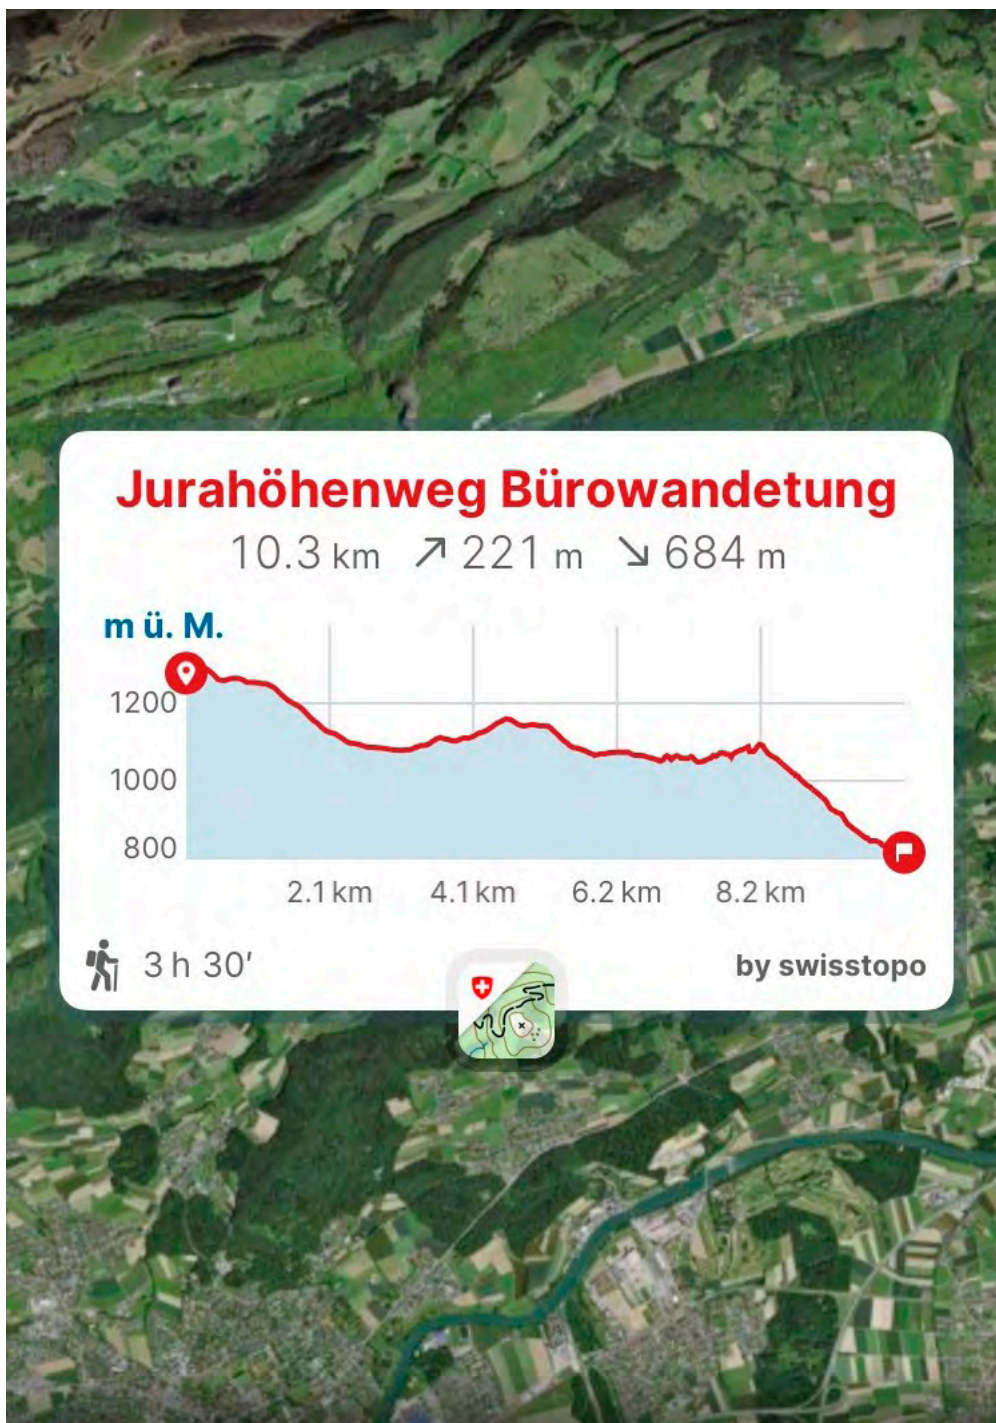 Jurahöhenweg Bürowandetung
10.3 km ↗ 221 m ↘ 684 m
m ü. M.
1200
1000
800
2.1 km 4.1 km 6.2 km 8.2 km
3 h 30′ by swisstopo